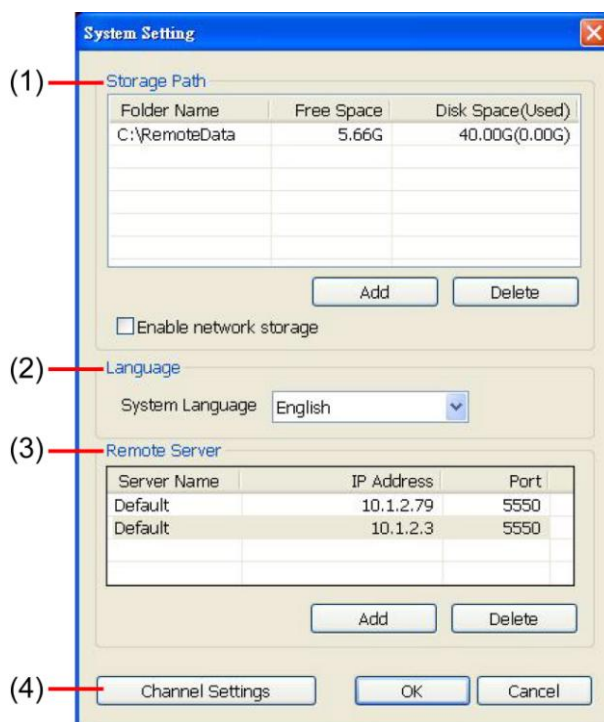 System Setting
(1)
Storage Path
Folder Name Free Space Disk Space(Used)
C:\RemoteData 5.66G 40.00G(0.00G)
Add Delete
Enable network storage
(2)
Language
System Language English
(3)
Remote Server
Server Name IP Address Port
Default 10.1.2.79 5550
Default 10.1.2.3 5550
Add Delete
(4)
Channel Settings OK Cancel